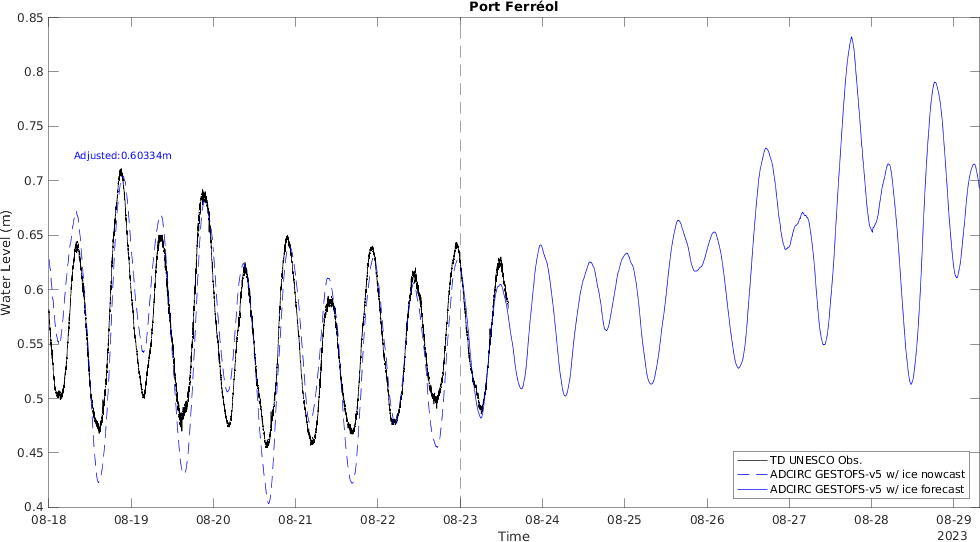 Port Ferréol
0.85
0.8
0.75
0.7
0.65
0.6
0.55
0.5
0.45
0.4
Water Level (m)
Adjusted:0.60334m
TD UNESCO Obs.
ADCIRC GESTOFS-v5 w/ ice nowcast
ADCIRC GESTOFS-v5 w/ ice forecast
08-18 08-19 08-20 08-21 08-22 08-23 08-24 08-25 08-26 08-27 08-28 08-29
2023
Time